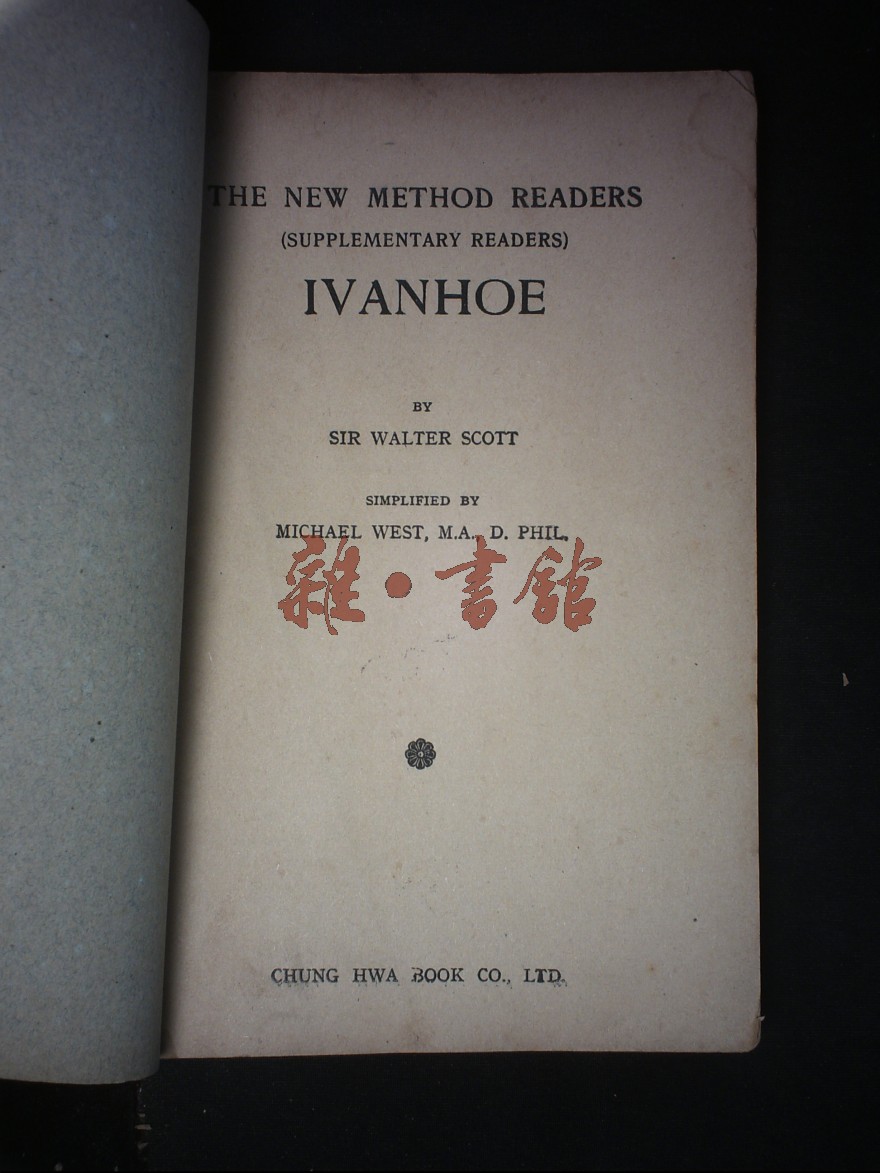 THE NEW METHOD READERS
(SUPPLEMENTARY READERS)
IVANHOE
BY
SIR WALTER SCOTT
SIMPLIFIED BY
MICHAEL WEST, M.A., D. PHIL.
雜·書館
CHUNG HWA BOOK CO., LTD.